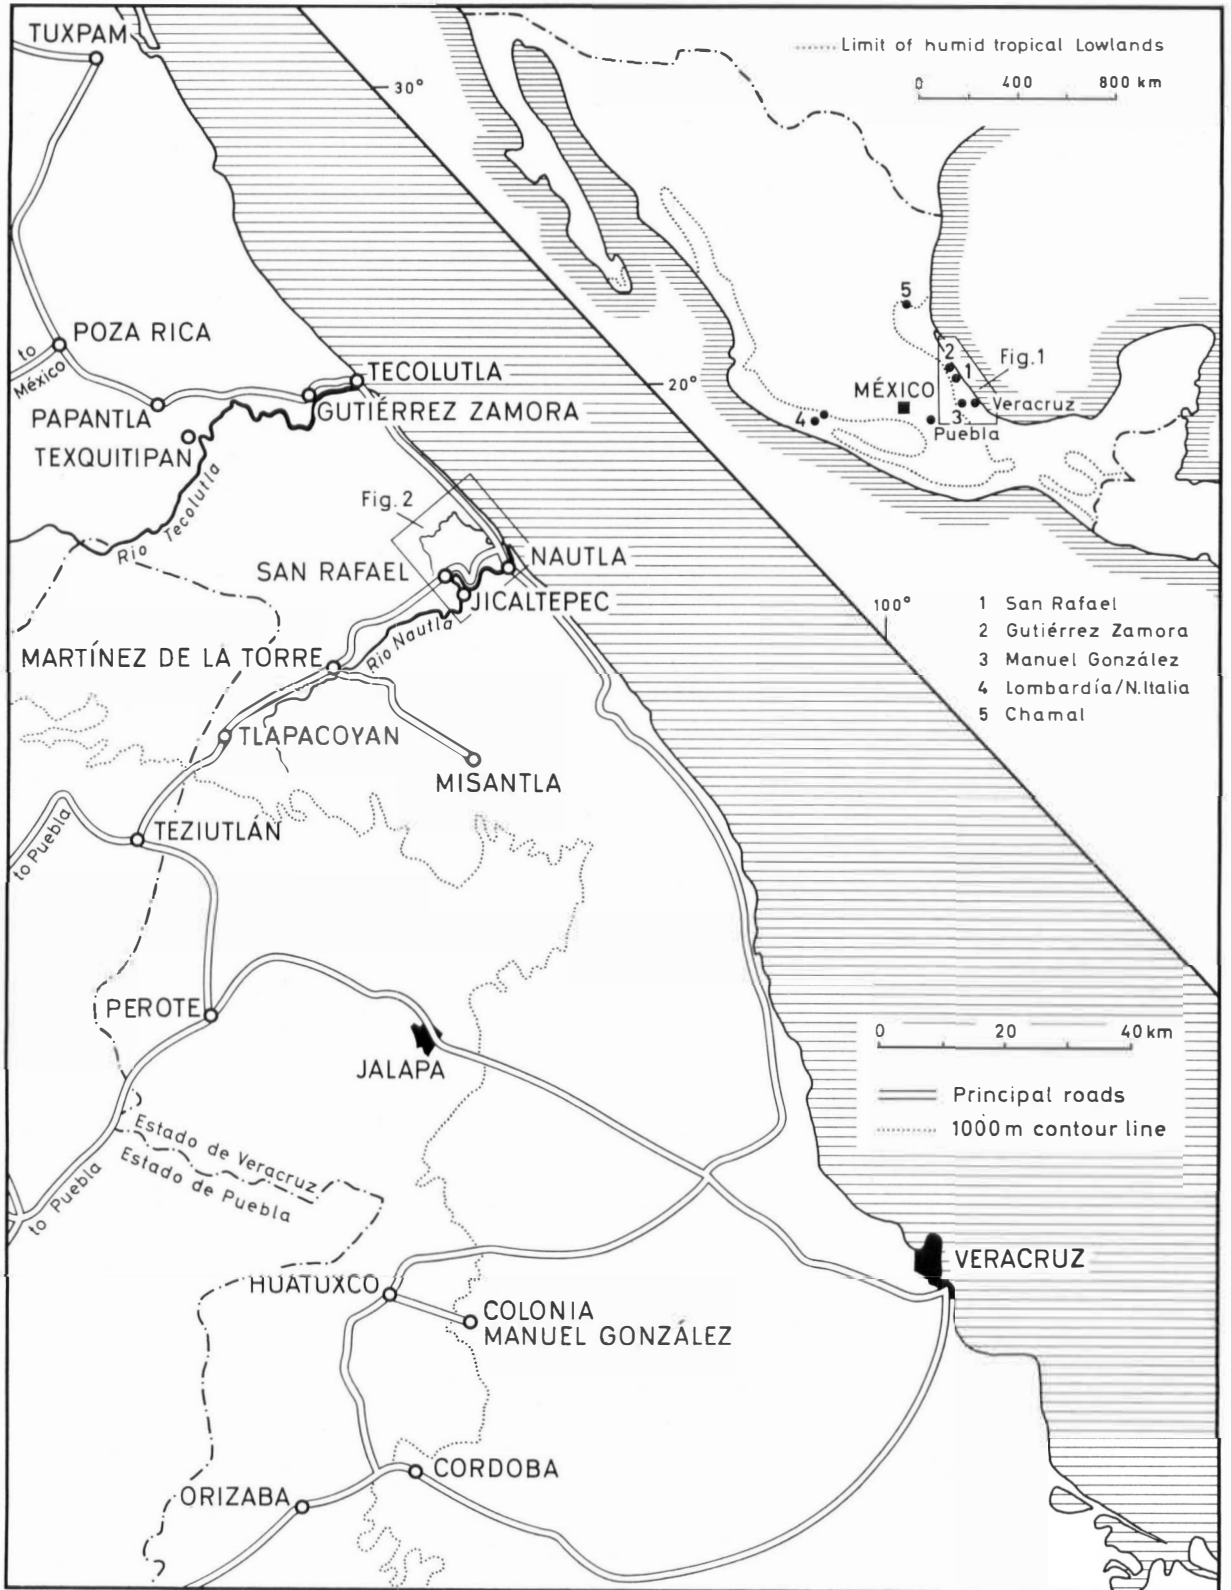 TUXPAM
Limit of humid tropical Lowlands
0 400 800 km
30°
5
POZA RICA
to México
TECOLUTLA
20°
2
1
Fig.1
MÉXICO
Veracruz
3
4
Puebla
PAPANTLA
GUTIÉRREZ ZAMORA
TEXQUITIPAN
Rio Tecolutla
Fig. 2
NAUTLA
SAN RAFAEL
JICALTEPEC
100°
1 San Rafael
2 Gutiérrez Zamora
3 Manuel González
4 Lombardía/N.Italia
5 Chamal
Rio Nautla
MARTÍNEZ DE LA TORRE
TLAPACOYAN
MISANTLA
TEZIUTLÁN
to Puebla
PEROTE
JALAPA
0 20 40 km
Principal roads
1000 m contour line
Estado de Veracruz
Estado de Puebla
to Puebla
VERACRUZ
HUATUXCO
COLONIA
MANUEL GONZÁLEZ
CORDOBA
ORIZABA